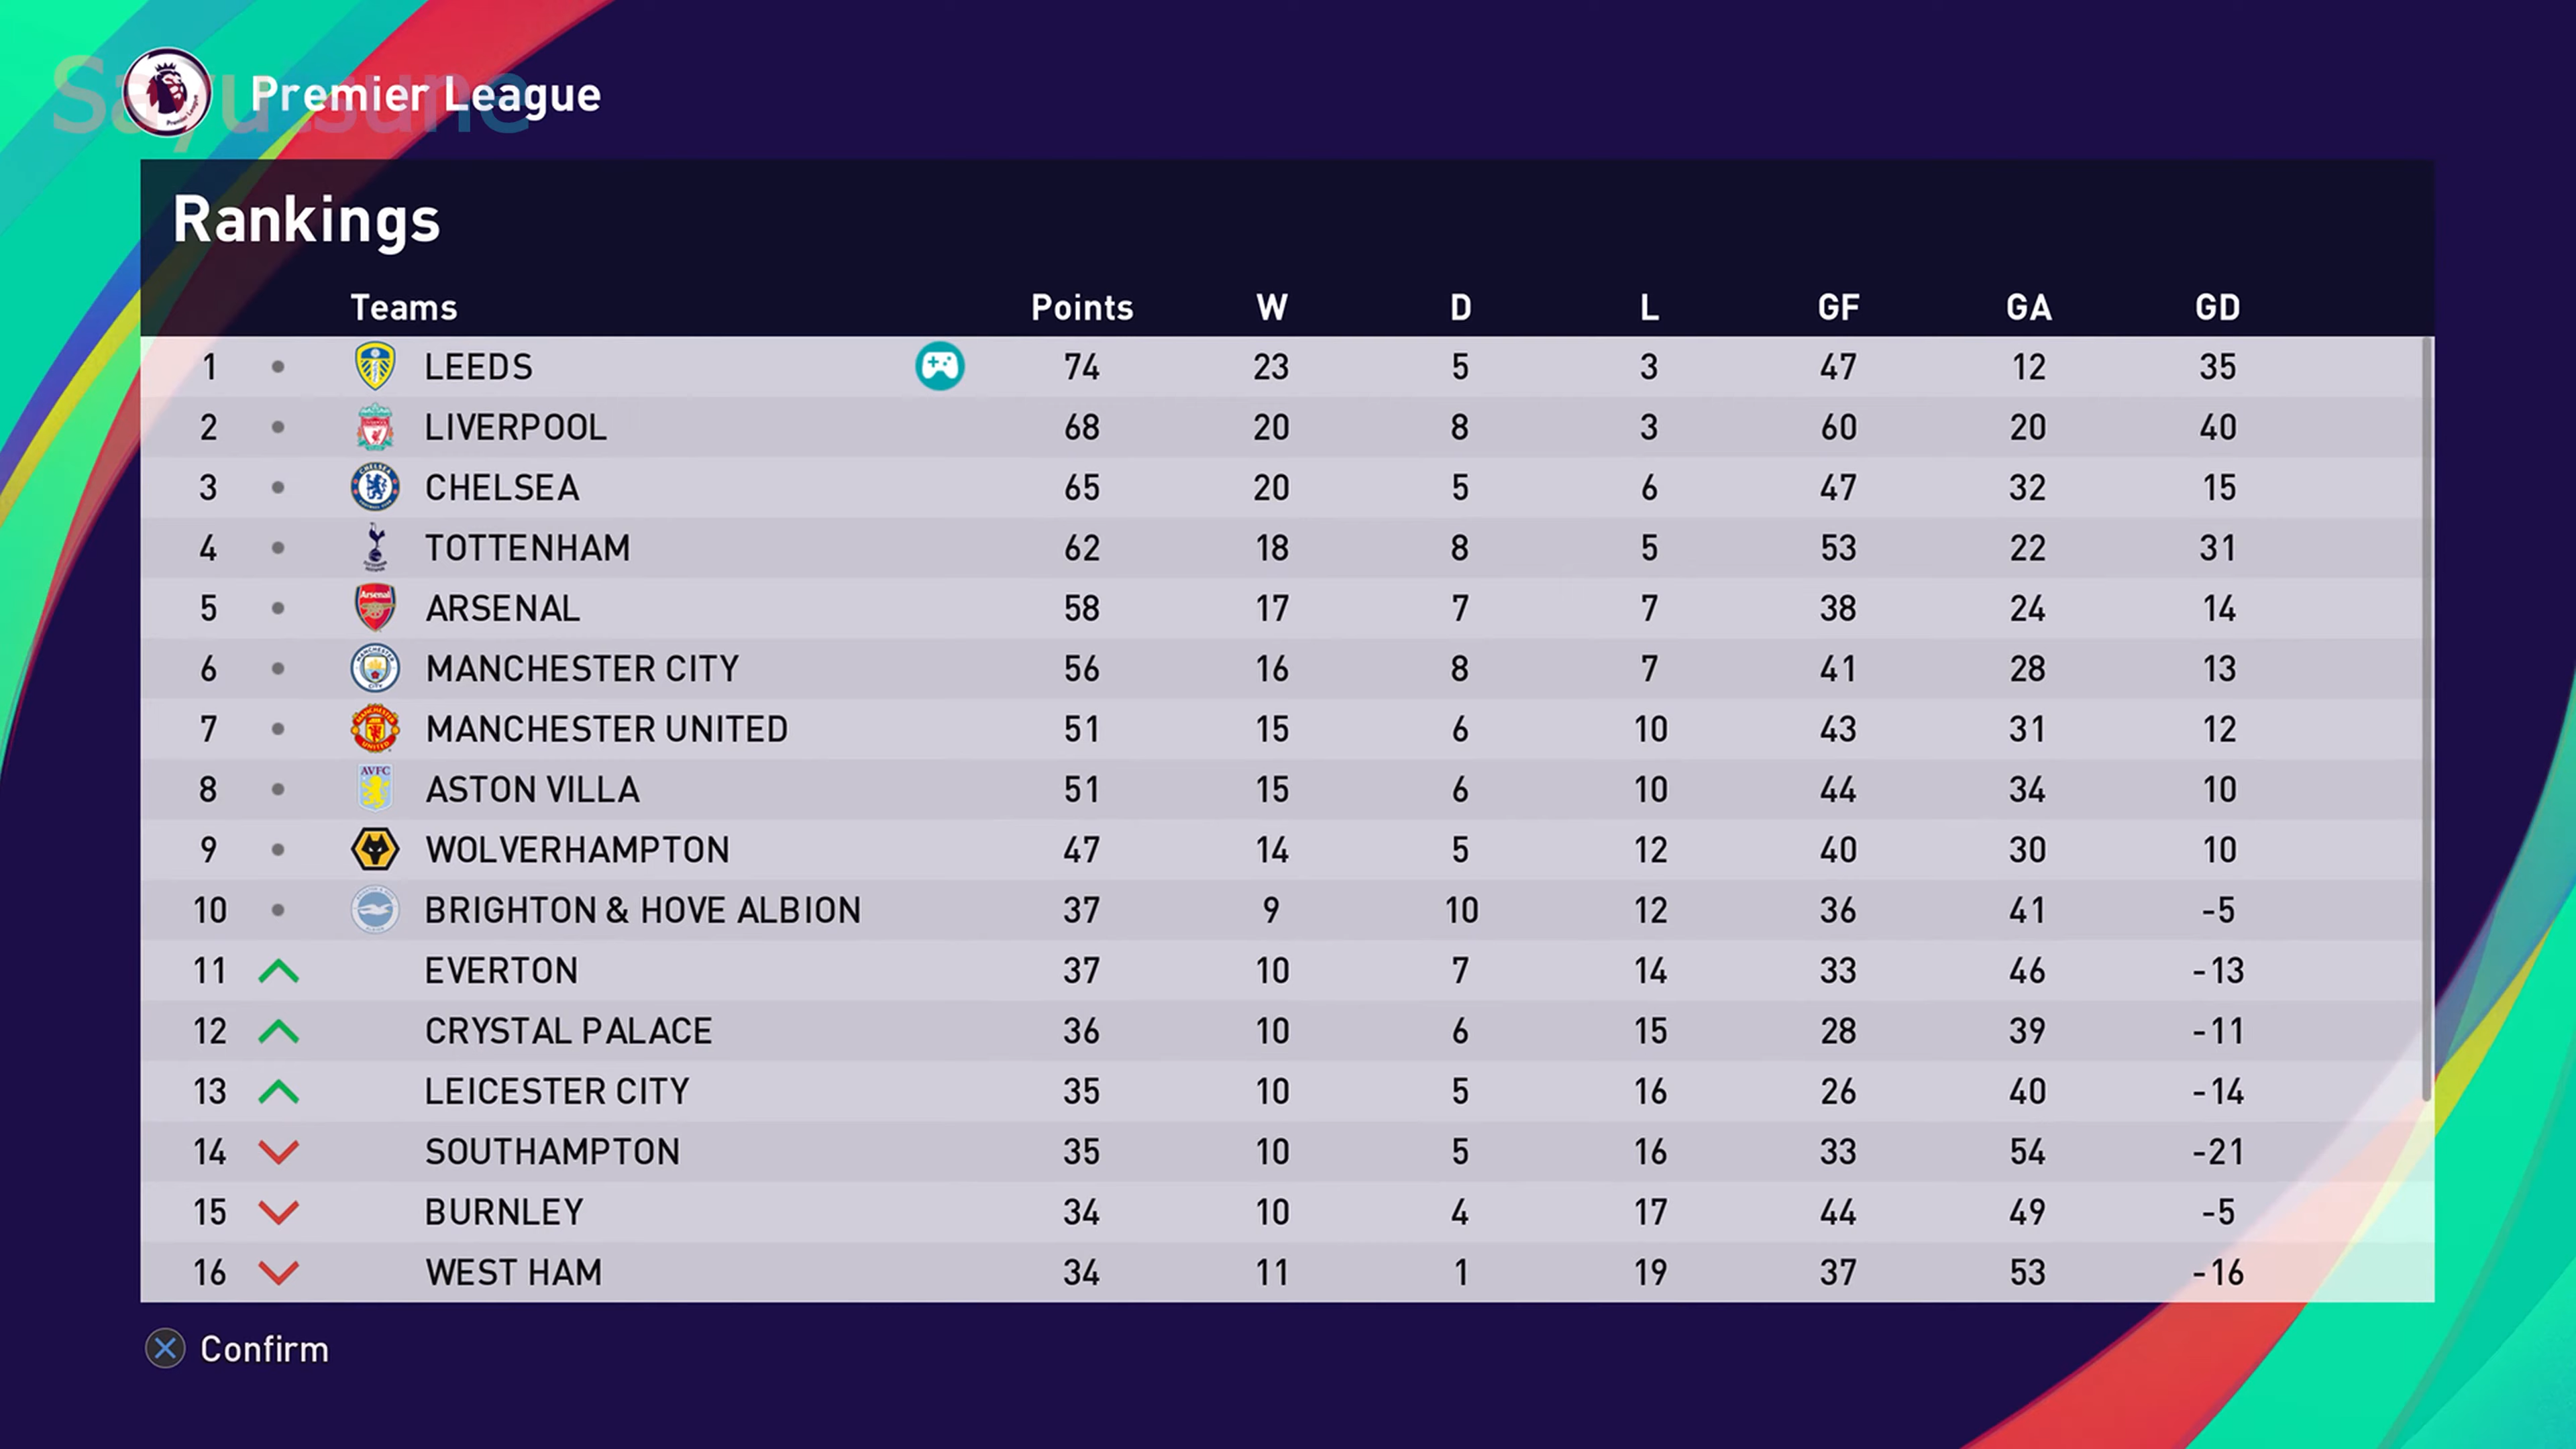 Sayutsune
Premier League
Rankings
Teams Points W D L GF GA GD
1 LEEDS 74 23 5 3 47 12 35
2 LIVERPOOL 68 20 8 3 60 20 40
3 CHELSEA 65 20 5 6 47 32 15
4 TOTTENHAM 62 18 8 5 53 22 31
5 ARSENAL 58 17 7 7 38 24 14
6 MANCHESTER CITY 56 16 8 7 41 28 13
7 MANCHESTER UNITED 51 15 6 10 43 31 12
8 ASTON VILLA 51 15 6 10 44 34 10
9 WOLVERHAMPTON 47 14 5 12 40 30 10
10 BRIGHTON & HOVE ALBION 37 9 10 12 36 41 -5
11 EVERTON 37 10 7 14 33 46 -13
12 CRYSTAL PALACE 36 10 6 15 28 39 -11
13 LEICESTER CITY 35 10 5 16 26 40 -14
14 SOUTHAMPTON 35 10 5 16 33 54 -21
15 BURNLEY 34 10 4 17 44 49 -5
16 WEST HAM 34 11 1 19 37 53 -16
Confirm